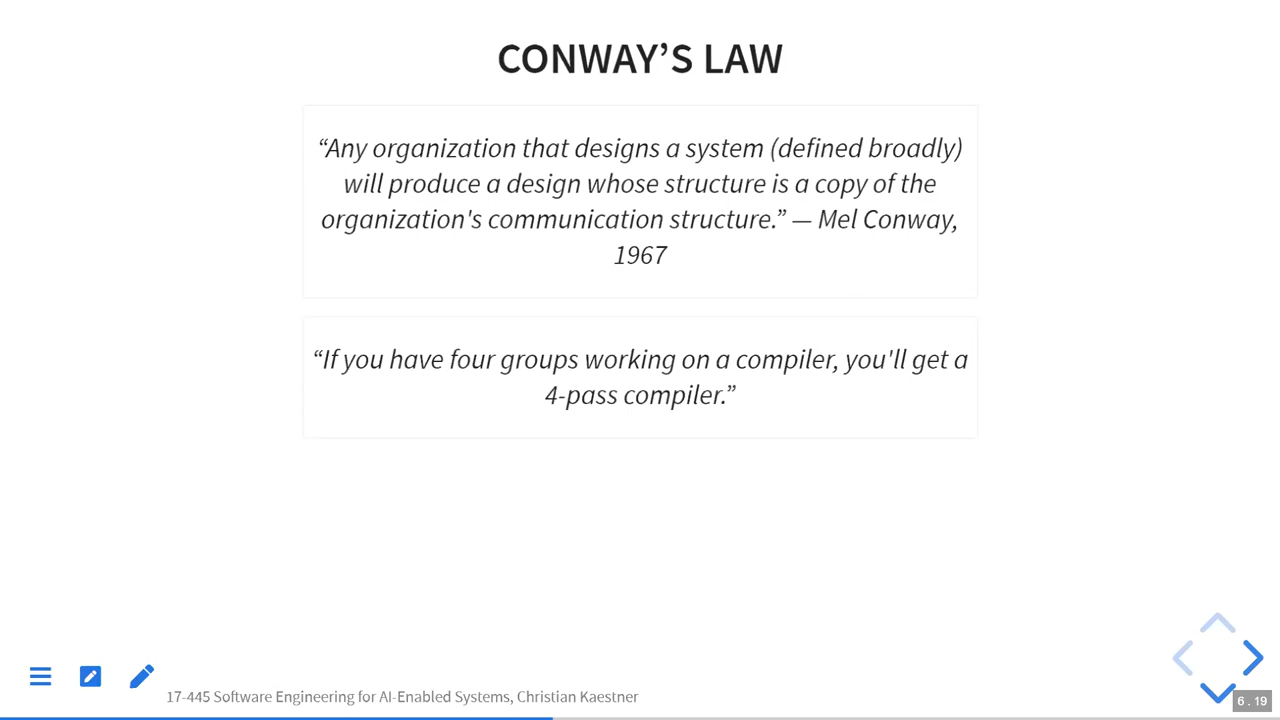 CONWAY’S LAW
“Any organization that designs a system (defined broadly)
will produce a design whose structure is a copy of the
organization's communication structure.” — Mel Conway,
1967
“If you have four groups working on a compiler, you'll get a
4-pass compiler.”
17-445 Software Engineering for AI-Enabled Systems, Christian Kaestner
6 . 19